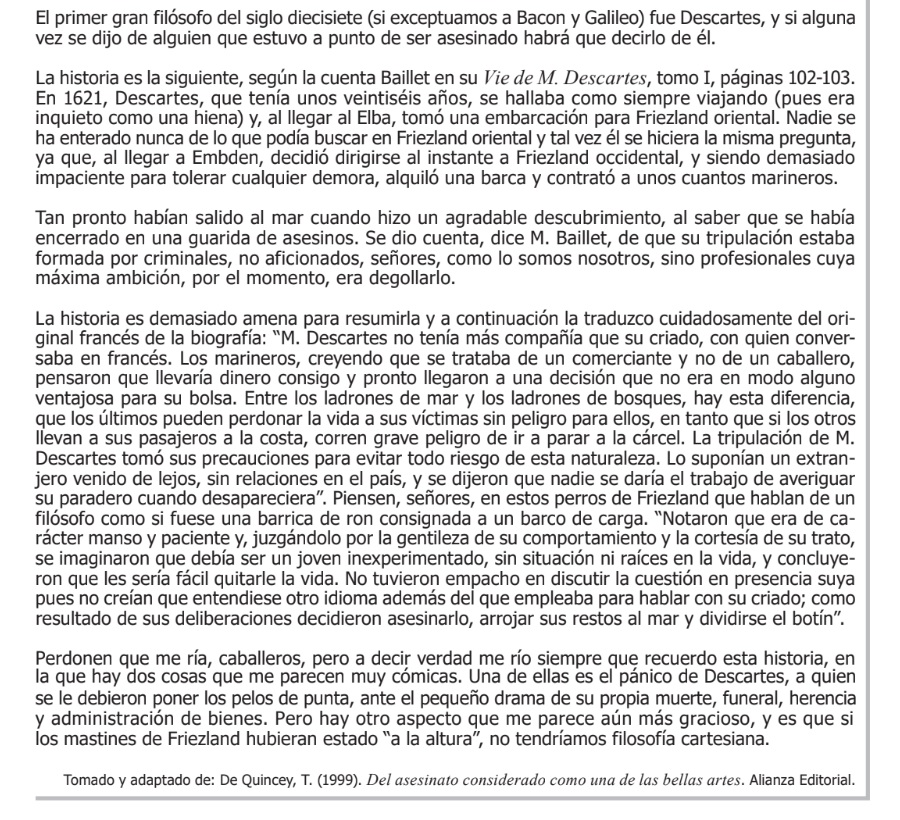 El primer gran filósofo del siglo diecisiete (si exceptuamos a Bacon y Galileo) fue Descartes, y si alguna
vez se dijo de alguien que estuvo a punto de ser asesinado habrá que decirlo de él.
La historia es la siguiente, según la cuenta Baillet en su Vie de M. Descartes, tomo I, páginas 102-103.
En 1621, Descartes, que tenía unos veintiséis años, se hallaba como siempre viajando (pues era
inquieto como una hiena) y, al llegar al Elba, tomó una embarcación para Friezland oriental. Nadie se
ha enterado nunca de lo que podía buscar en Friezland oriental y tal vez él se hiciera la misma pregunta,
ya que, al llegar a Embden, decidió dirigirse al instante a Friezland occidental, y siendo demasiado
impaciente para tolerar cualquier demora, alquiló una barca y contrató a unos cuantos marineros.
Tan pronto habían salido al mar cuando hizo un agradable descubrimiento, al saber que se había
encerrado en una guarida de asesinos. Se dio cuenta, dice M. Baillet, de que su tripulación estaba
formada por criminales, no aficionados, señores, como lo somos nosotros, sino profesionales cuya
máxima ambición, por el momento, era degollarlo.
La historia es demasiado amena para resumirla y a continuación la traduzco cuidadosamente del ori-
ginal francés de la biografía: “M. Descartes no tenía más compañía que su criado, con quien conver-
saba en francés. Los marineros, creyendo que se trataba de un comerciante y no de un caballero,
pensaron que llevaría dinero consigo y pronto llegaron a una decisión que no era en modo alguno
ventajosa para su bolsa. Entre los ladrones de mar y los ladrones de bosques, hay esta diferencia,
que los últimos pueden perdonar la vida a sus víctimas sin peligro para ellos, en tanto que si los otros
llevan a sus pasajeros a la costa, corren grave peligro de ir a parar a la cárcel. La tripulación de M.
Descartes tomó sus precauciones para evitar todo riesgo de esta naturaleza. Lo suponían un extran-
jero venido de lejos, sin relaciones en el país, y se dijeron que nadie se daría el trabajo de averiguar
su paradero cuando desapareciera”. Piensen, señores, en estos perros de Friezland que hablan de un
filósofo como si fuese una barrica de ron consignada a un barco de carga. “Notaron que era de ca-
rácter manso y paciente y, juzgándolo por la gentileza de su comportamiento y la cortesía de su trato,
se imaginaron que debía ser un joven inexperimentado, sin situación ni raíces en la vida, y concluye-
ron que les sería fácil quitarle la vida. No tuvieron empacho en discutir la cuestión en presencia suya
pues no creían que entendiese otro idioma además del que empleaba para hablar con su criado; como
resultado de sus deliberaciones decidieron asesinarlo, arrojar sus restos al mar y dividirse el botín”.
Perdonen que me ría, caballeros, pero a decir verdad me río siempre que recuerdo esta historia, en
la que hay dos cosas que me parecen muy cómicas. Una de ellas es el pánico de Descartes, a quien
se le debieron poner los pelos de punta, ante el pequeño drama de su propia muerte, funeral, herencia
y administración de bienes. Pero hay otro aspecto que me parece aún más gracioso, y es que si
los mastines de Friezland hubieran estado “a la altura”, no tendríamos filosofía cartesiana.
Tomado y adaptado de: De Quincey, T. (1999). Del asesinato considerado como una de las bellas artes. Alianza Editorial.